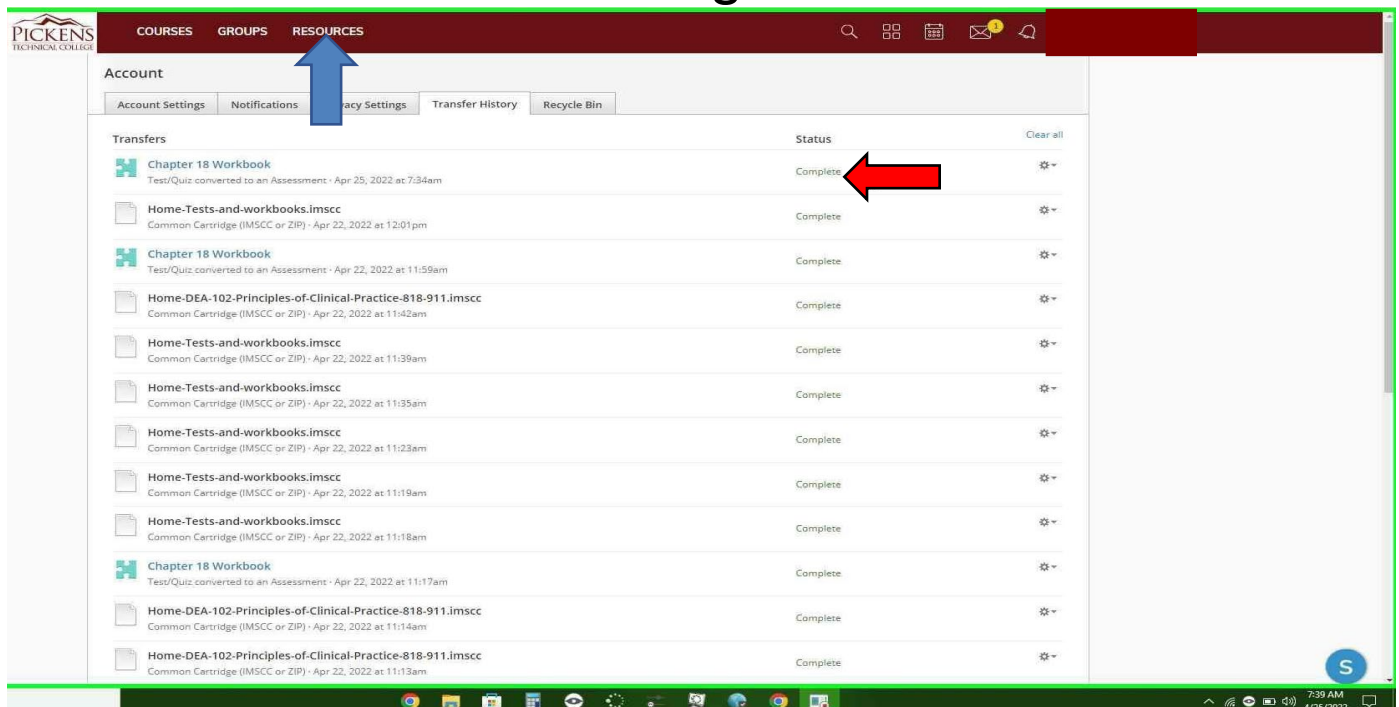 PICKENS
TECHNICAL COLLEGE
COURSES GROUPS RESOURCES
1
Account
Account Settings Notifications vacy Settings Transfer History Recycle Bin
Transfers Status Clear all
Chapter 18 Workbook
Test/Quiz converted to an Assessment · Apr 25, 2022 at 7:34am
Complete
Home-Tests-and-workbooks.imscc
Common Cartridge (IMSCC or ZIP) · Apr 22, 2022 at 12:01pm
Complete
Chapter 18 Workbook
Test/Quiz converted to an Assessment · Apr 22, 2022 at 11:59am
Complete
Home-DEA-102-Principles-of-Clinical-Practice-818-911.imscc
Common Cartridge (IMSCC or ZIP) · Apr 22, 2022 at 11:42am
Complete
Home-Tests-and-workbooks.imscc
Common Cartridge (IMSCC or ZIP) · Apr 22, 2022 at 11:39am
Complete
Home-Tests-and-workbooks.imscc
Common Cartridge (IMSCC or ZIP) · Apr 22, 2022 at 11:35am
Complete
Home-Tests-and-workbooks.imscc
Common Cartridge (IMSCC or ZIP) · Apr 22, 2022 at 11:23am
Complete
Home-Tests-and-workbooks.imscc
Common Cartridge (IMSCC or ZIP) · Apr 22, 2022 at 11:19am
Complete
Home-Tests-and-workbooks.imscc
Common Cartridge (IMSCC or ZIP) · Apr 22, 2022 at 11:18am
Complete
Chapter 18 Workbook
Test/Quiz converted to an Assessment · Apr 22, 2022 at 11:17am
Complete
Home-DEA-102-Principles-of-Clinical-Practice-818-911.imscc
Common Cartridge (IMSCC or ZIP) · Apr 22, 2022 at 11:14am
Complete
Home-DEA-102-Principles-of-Clinical-Practice-818-911.imscc
Common Cartridge (IMSCC or ZIP) · Apr 22, 2022 at 11:13am
Complete
S
7:39 AM